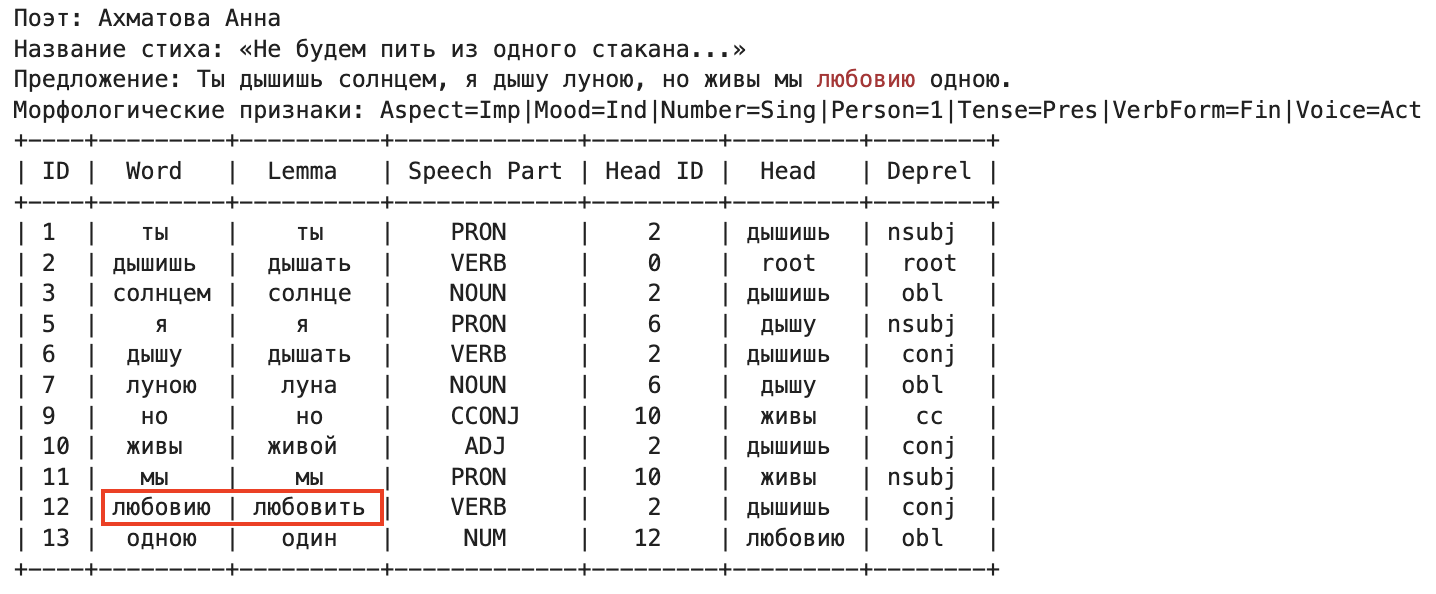 Поэт: Ахматова Анна
Название стиха: «Не будем пить из одного стакана...»
Предложение: Ты дышишь солнцем, я дышу луною, но живы мы любовию одною.
Морфологические признаки: Aspect=Imp|Mood=Ind|Number=Sing|Person=1|Tense=Pres|VerbForm=Fin|Voice=Act
+----+----------+-----------+-------------+---------+---------+--------+
| ID | Word | Lemma | Speech Part | Head ID | Head | Deprel |
+----+----------+-----------+-------------+---------+---------+--------+
| 1 | ты | ты | PRON | 2 | дышишь | nsubj |
| 2 | дышишь | дышать | VERB | 0 | root | root |
| 3 | солнцем | солнце | NOUN | 2 | дышишь | obl |
| 5 | я | я | PRON | 6 | дышу | nsubj |
| 6 | дышу | дышать | VERB | 2 | дышишь | conj |
| 7 | луною | луна | NOUN | 6 | дышу | obl |
| 9 | но | но | CCONJ | 10 | живы | cc |
| 10 | живы | живой | ADJ | 2 | дышишь | conj |
| 11 | мы | мы | PRON | 10 | живы | nsubj |
| 12 | любовию | любовить | VERB | 2 | дышишь | conj |
| 13 | одною | один | NUM | 12 | любовию | obl |
+----+----------+-----------+-------------+---------+---------+--------+